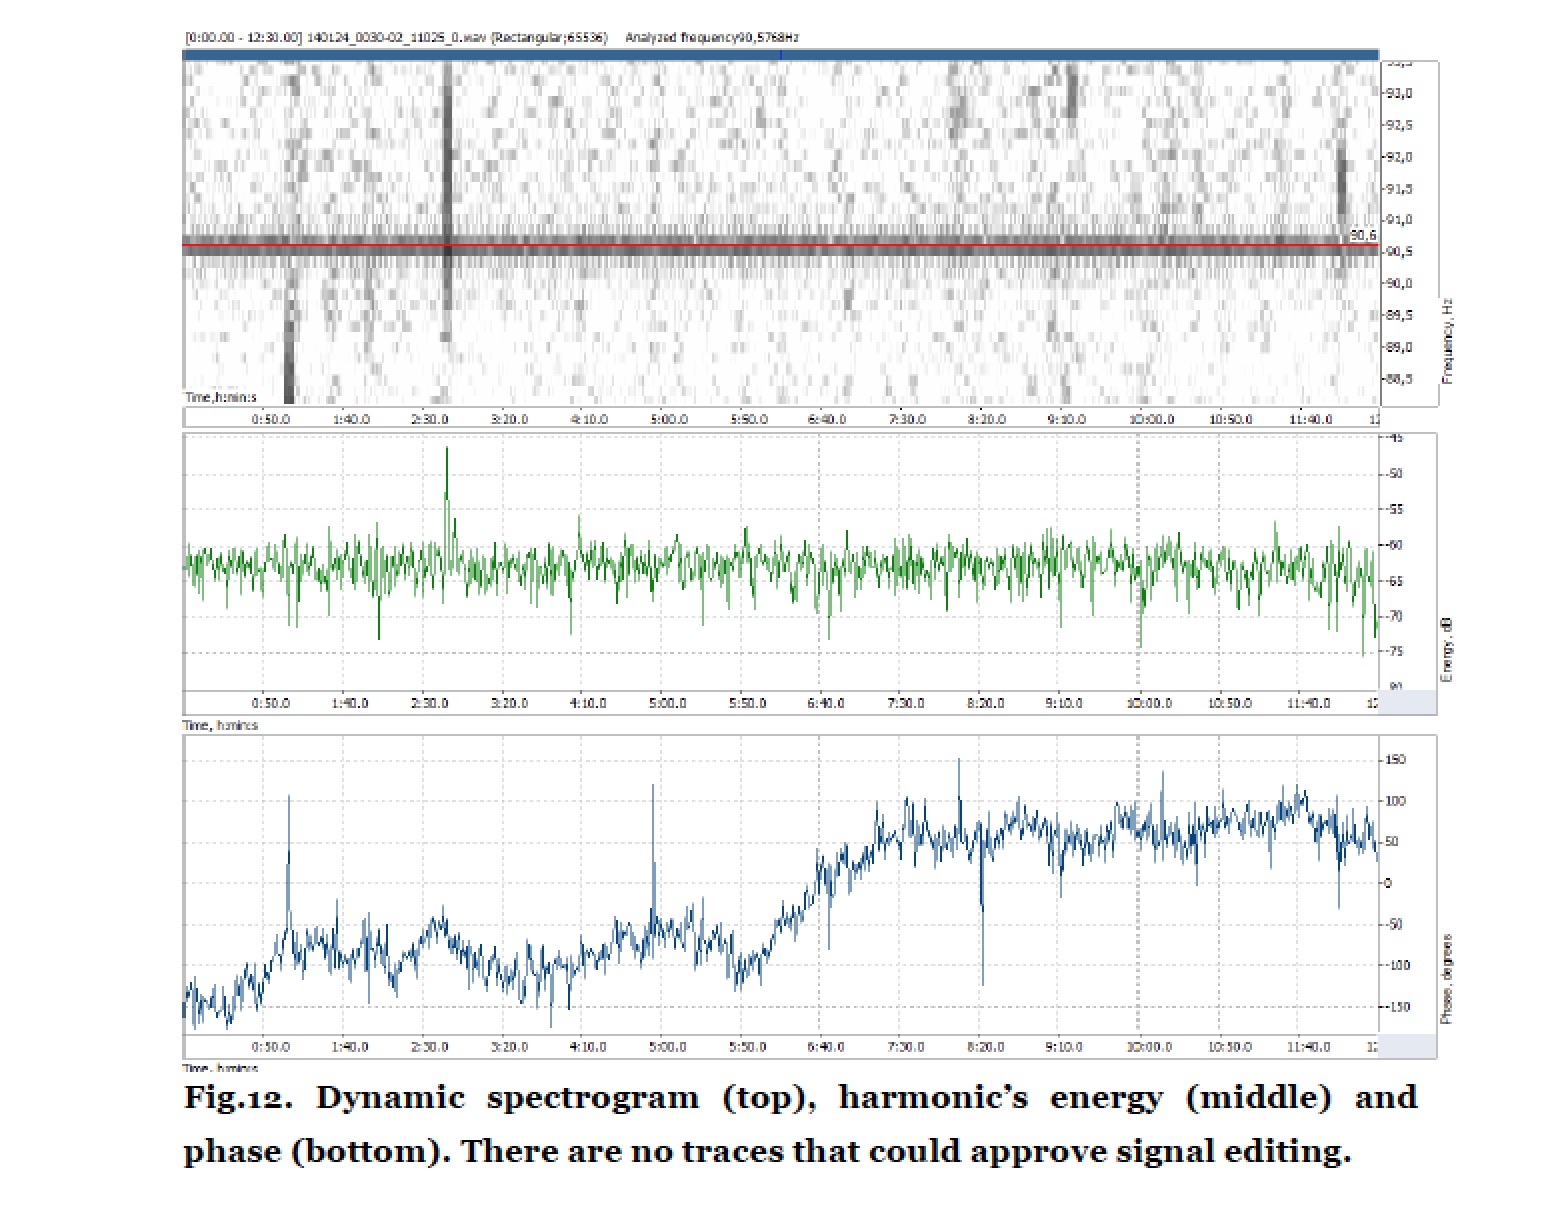 [0:00.00 - 12:30.00] 140124_0030-02_11025_0.wav (Rectangular;65536) Analyzed frequency90,5768Hz
93,0
92,5
92,0
91,5
91,0
90,6
90,5
90,0
89,5
89,0
88,5
Frequency, Hz
Time,h:min:s
0:50.0 1:40.0 2:30.0 3:20.0 4:10.0 5:00.0 5:50.0 6:40.0 7:30.0 8:20.0 9:10.0 10:00.0 10:50.0 11:40.0 12
-45
-50
-55
-60
-65
-70
-75
Energy, dB
0:50.0 1:40.0 2:30.0 3:20.0 4:10.0 5:00.0 5:50.0 6:40.0 7:30.0 8:20.0 9:10.0 10:00.0 10:50.0 11:40.0 12
Time, h:min:s
150
100
50
0
-50
-100
-150
Phase, degrees
0:50.0 1:40.0 2:30.0 3:20.0 4:10.0 5:00.0 5:50.0 6:40.0 7:30.0 8:20.0 9:10.0 10:00.0 10:50.0 11:40.0 12
Time, h:min:s
Fig.12. Dynamic spectrogram (top), harmonic’s energy (middle) and
phase (bottom). There are no traces that could approve signal editing.